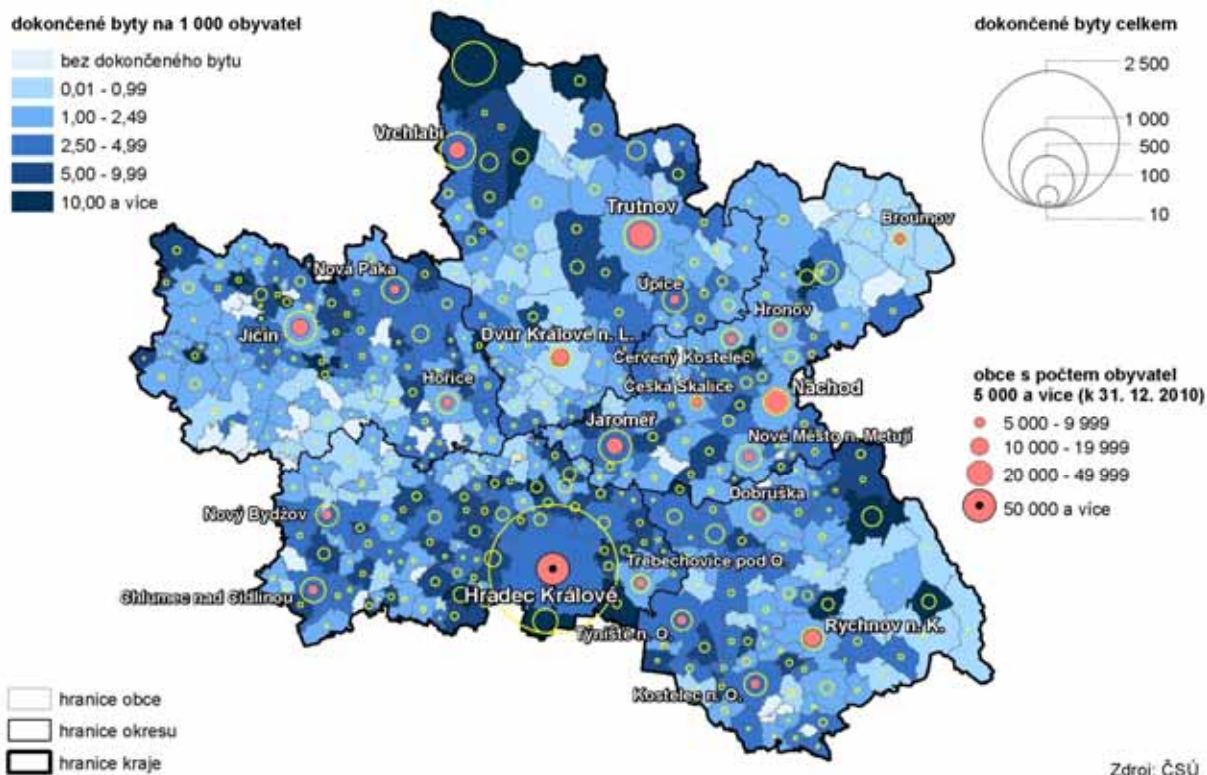 dokončené byty na 1 000 obyvatel
bez dokončeného bytu
0,01 - 0,99
1,00 - 2,49
2,50 - 4,99
5,00 - 9,99
10,00 a více
dokončené byty celkem
2 500
1 000
500
100
10
Vrchlabí
Trutnov
Broumov
Nová Paka
Úpice
Hronov
Jičín
Dvůr Králové n. L.
Červený Kostelec
Hořice
Česká Skalice
Náchod
Jaroměř
Nové Město n. Metují
Nový Bydžov
Dobruška
Třebechovice pod O.
Chlumec nad Cidlinou
Hradec Králové
Týniště n. O.
Rychnov n. K.
Kostelec n. O.
obce s počtem obyvatel
5 000 a více (k 31. 12. 2010)
5 000 - 9 999
10 000 - 19 999
20 000 - 49 999
50 000 a více
hranice obce
hranice okresu
hranice kraje
Zdroj: ČSÚ